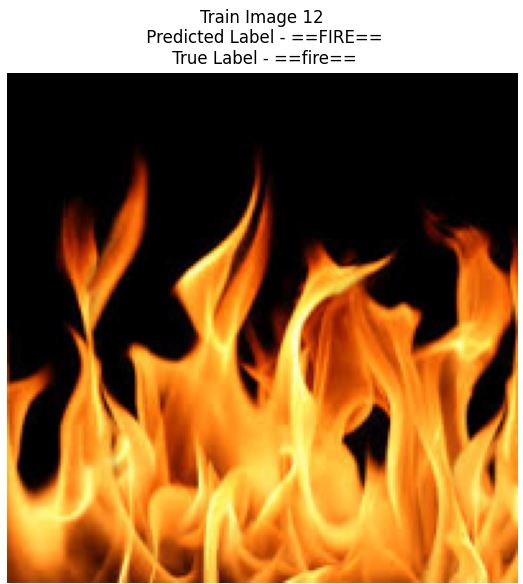 Train Image 12
Predicted Label - ==FIRE==
True Label - ==fire==